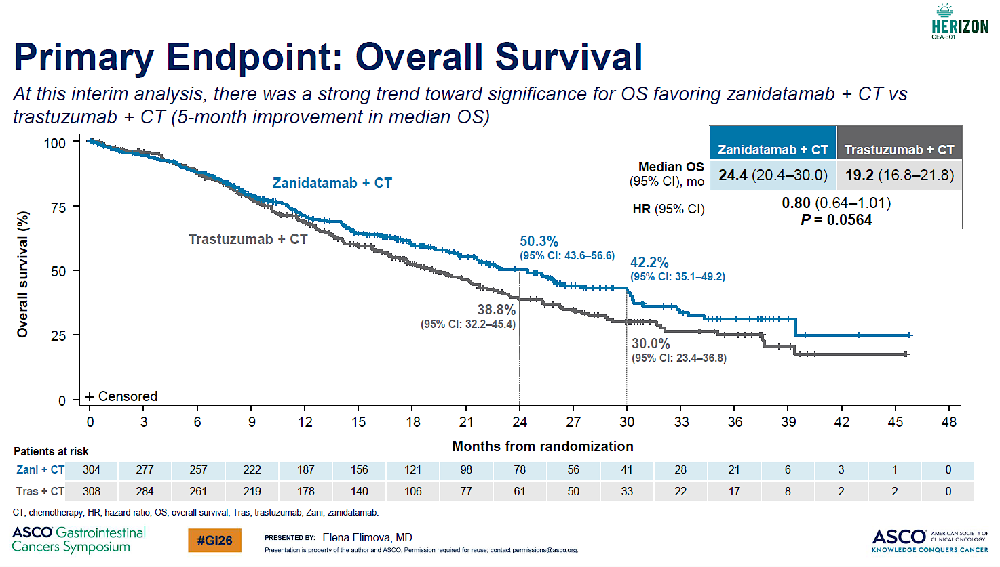 HERIZON
GEA-301
Primary Endpoint: Overall Survival
At this interim analysis, there was a strong trend toward significance for OS favoring zanidatamab + CT vs
trastuzumab + CT (5-month improvement in median OS)
Zanidatamab + CT Trastuzumab + CT
Median OS
(95% CI), mo
24.4 (20.4–30.0) 19.2 (16.8–21.8)
HR (95% CI)
0.80 (0.64–1.01)
P = 0.0564
Overall survival (%)
100
75
50
25
0
Zanidatamab + CT
Trastuzumab + CT
50.3%
(95% CI: 43.6–56.6)
42.2%
(95% CI: 35.1–49.2)
38.8%
(95% CI: 32.2–45.4)
30.0%
(95% CI: 23.4–36.8)
+ Censored
0 3 6 9 12 15 18 21 24 27 30 33 36 39 42 45 48
Months from randomization
Patients at risk
Zani + CT 304 277 257 222 187 156 121 98 78 56 41 28 21 6 3 1 0
Tras + CT 308 284 261 219 178 140 106 77 61 50 33 22 17 8 2 2 0
CT, chemotherapy; HR, hazard ratio; OS, overall survival; Tras, trastuzumab; Zani, zanidatamab.
ASCO Gastrointestinal
Cancers Symposium
#GI26
PRESENTED BY: Elena Elimova, MD
Presentation is property of the author and ASCO. Permission required for reuse; contact permissions@asco.org.
ASCO AMERICAN SOCIETY OF
CLINICAL ONCOLOGY
KNOWLEDGE CONQUERS CANCER